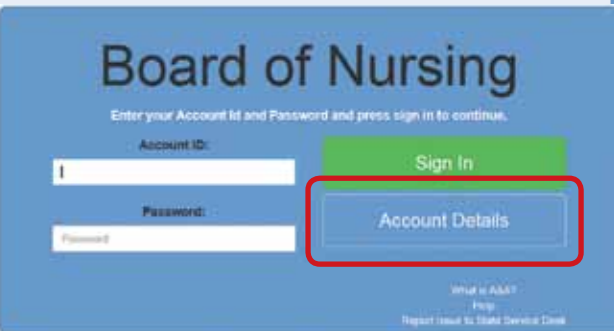 Board of Nursing
Enter your Account Id and Password and press sign in to continue.
Account ID:
Sign In
Password:
Account Details
Password
What is A&A?
Help
Report Issue to State Service Desk